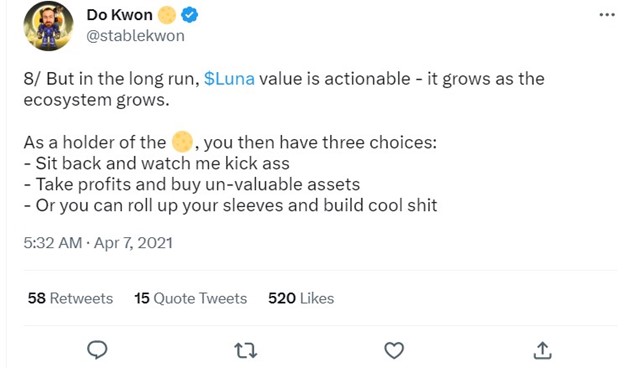 Do Kwon 🌕
@stablekwon
8/ But in the long run, $Luna value is actionable - it grows as the
ecosystem grows.
As a holder of the 🌕, you then have three choices:
- Sit back and watch me kick ass
- Take profits and buy un-valuable assets
- Or you can roll up your sleeves and build cool shit
5:32 AM · Apr 7, 2021
58 Retweets 15 Quote Tweets 520 Likes